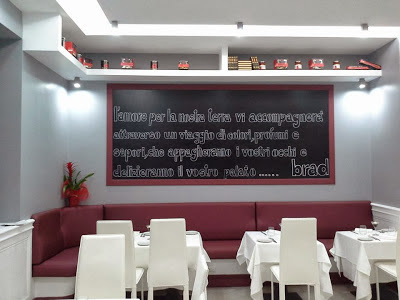 l'amore per la nostra terra vi accompagnerà
attraverso un viaggio di colori, profumi e
sapori, che appagheranno i vostri occhi e
delizieranno il vostro palato...... brad